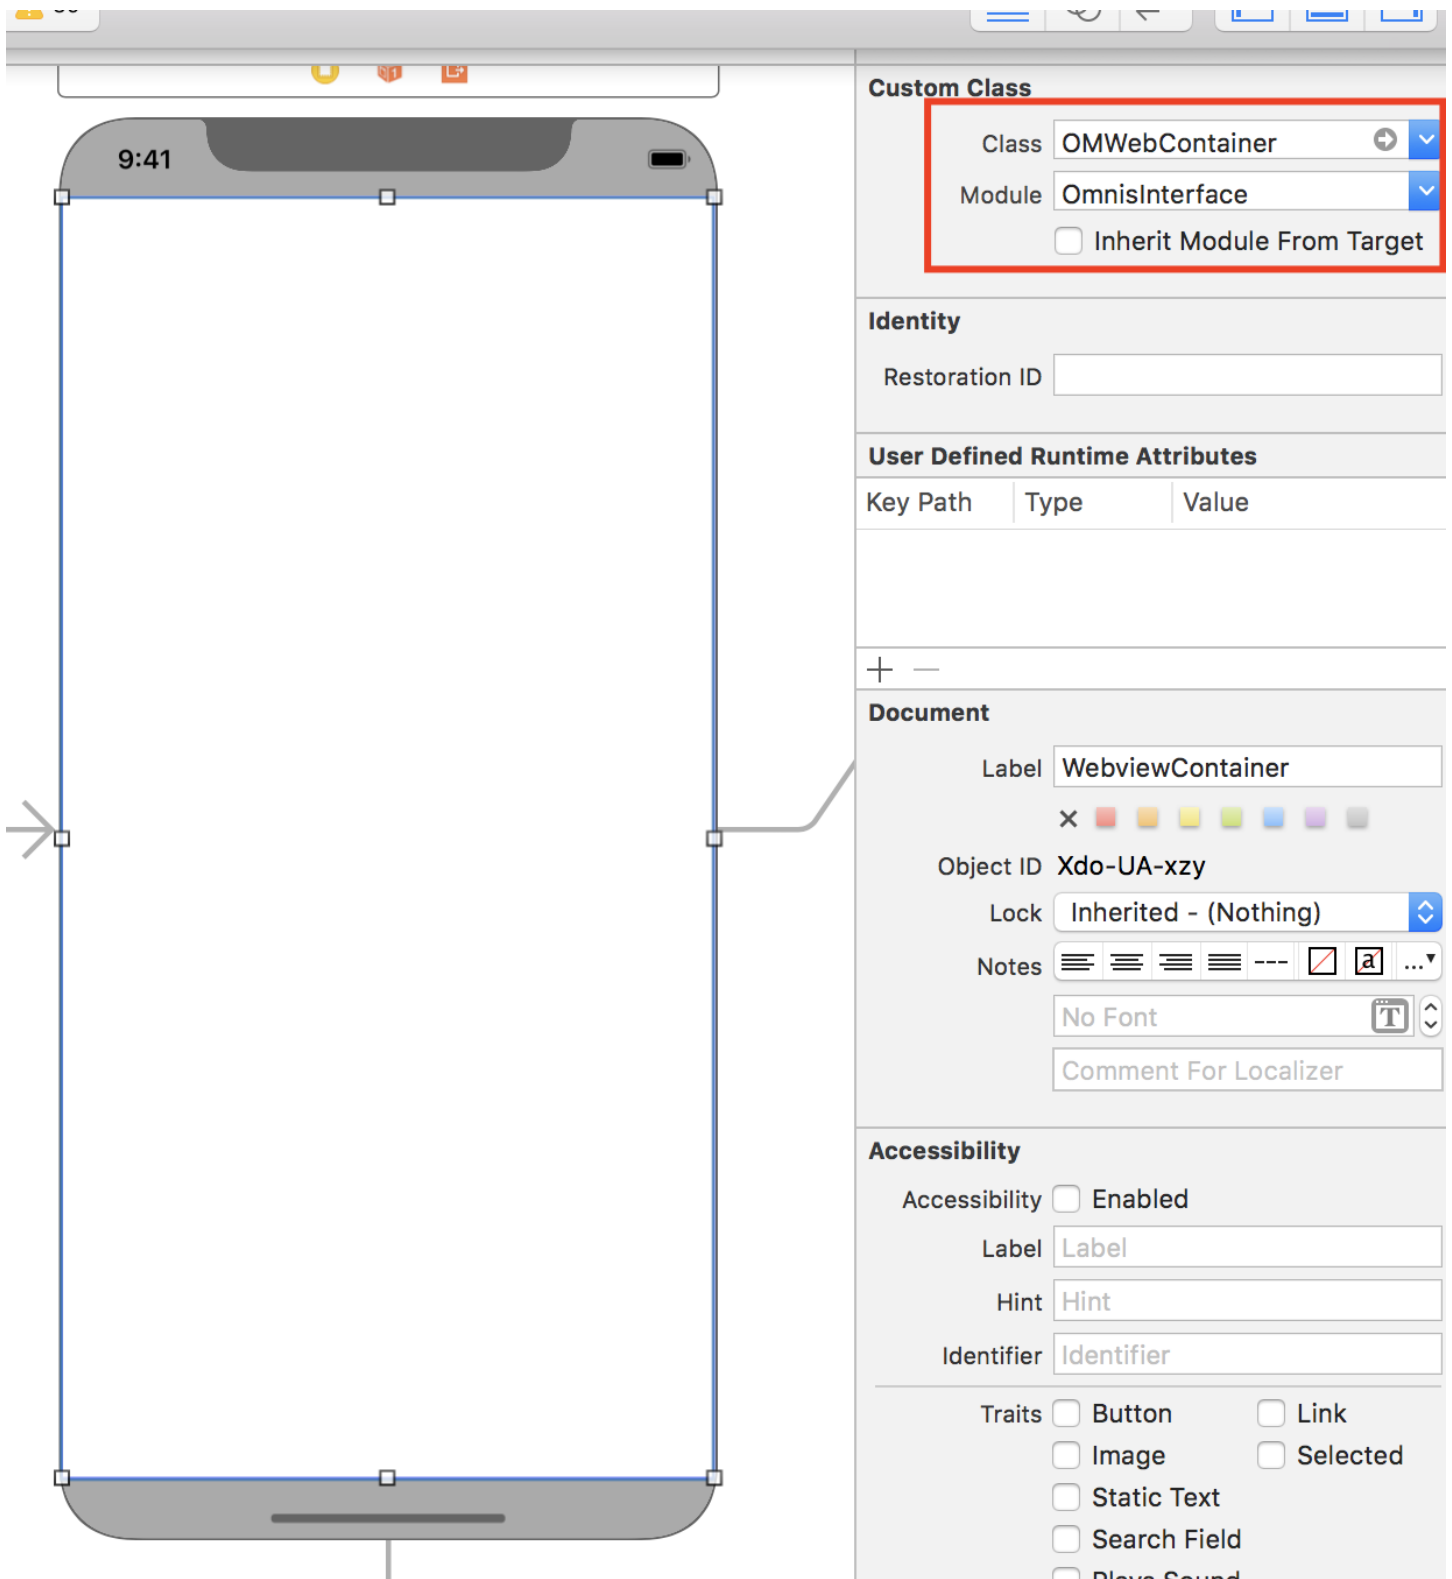 9:41
Custom Class
Class OMWebContainer
Module OmnisInterface
Inherit Module From Target
Identity
Restoration ID
User Defined Runtime Attributes
Key Path Type Value
Document
Label WebviewContainer
Object ID Xdo-UA-xzy
Lock Inherited - (Nothing)
Notes a ...
No Font T
Comment For Localizer
Accessibility
Accessibility Enabled
Label Label
Hint Hint
Identifier Identifier
Traits Button Link
Image Selected
Static Text
Search Field
Plays Sound